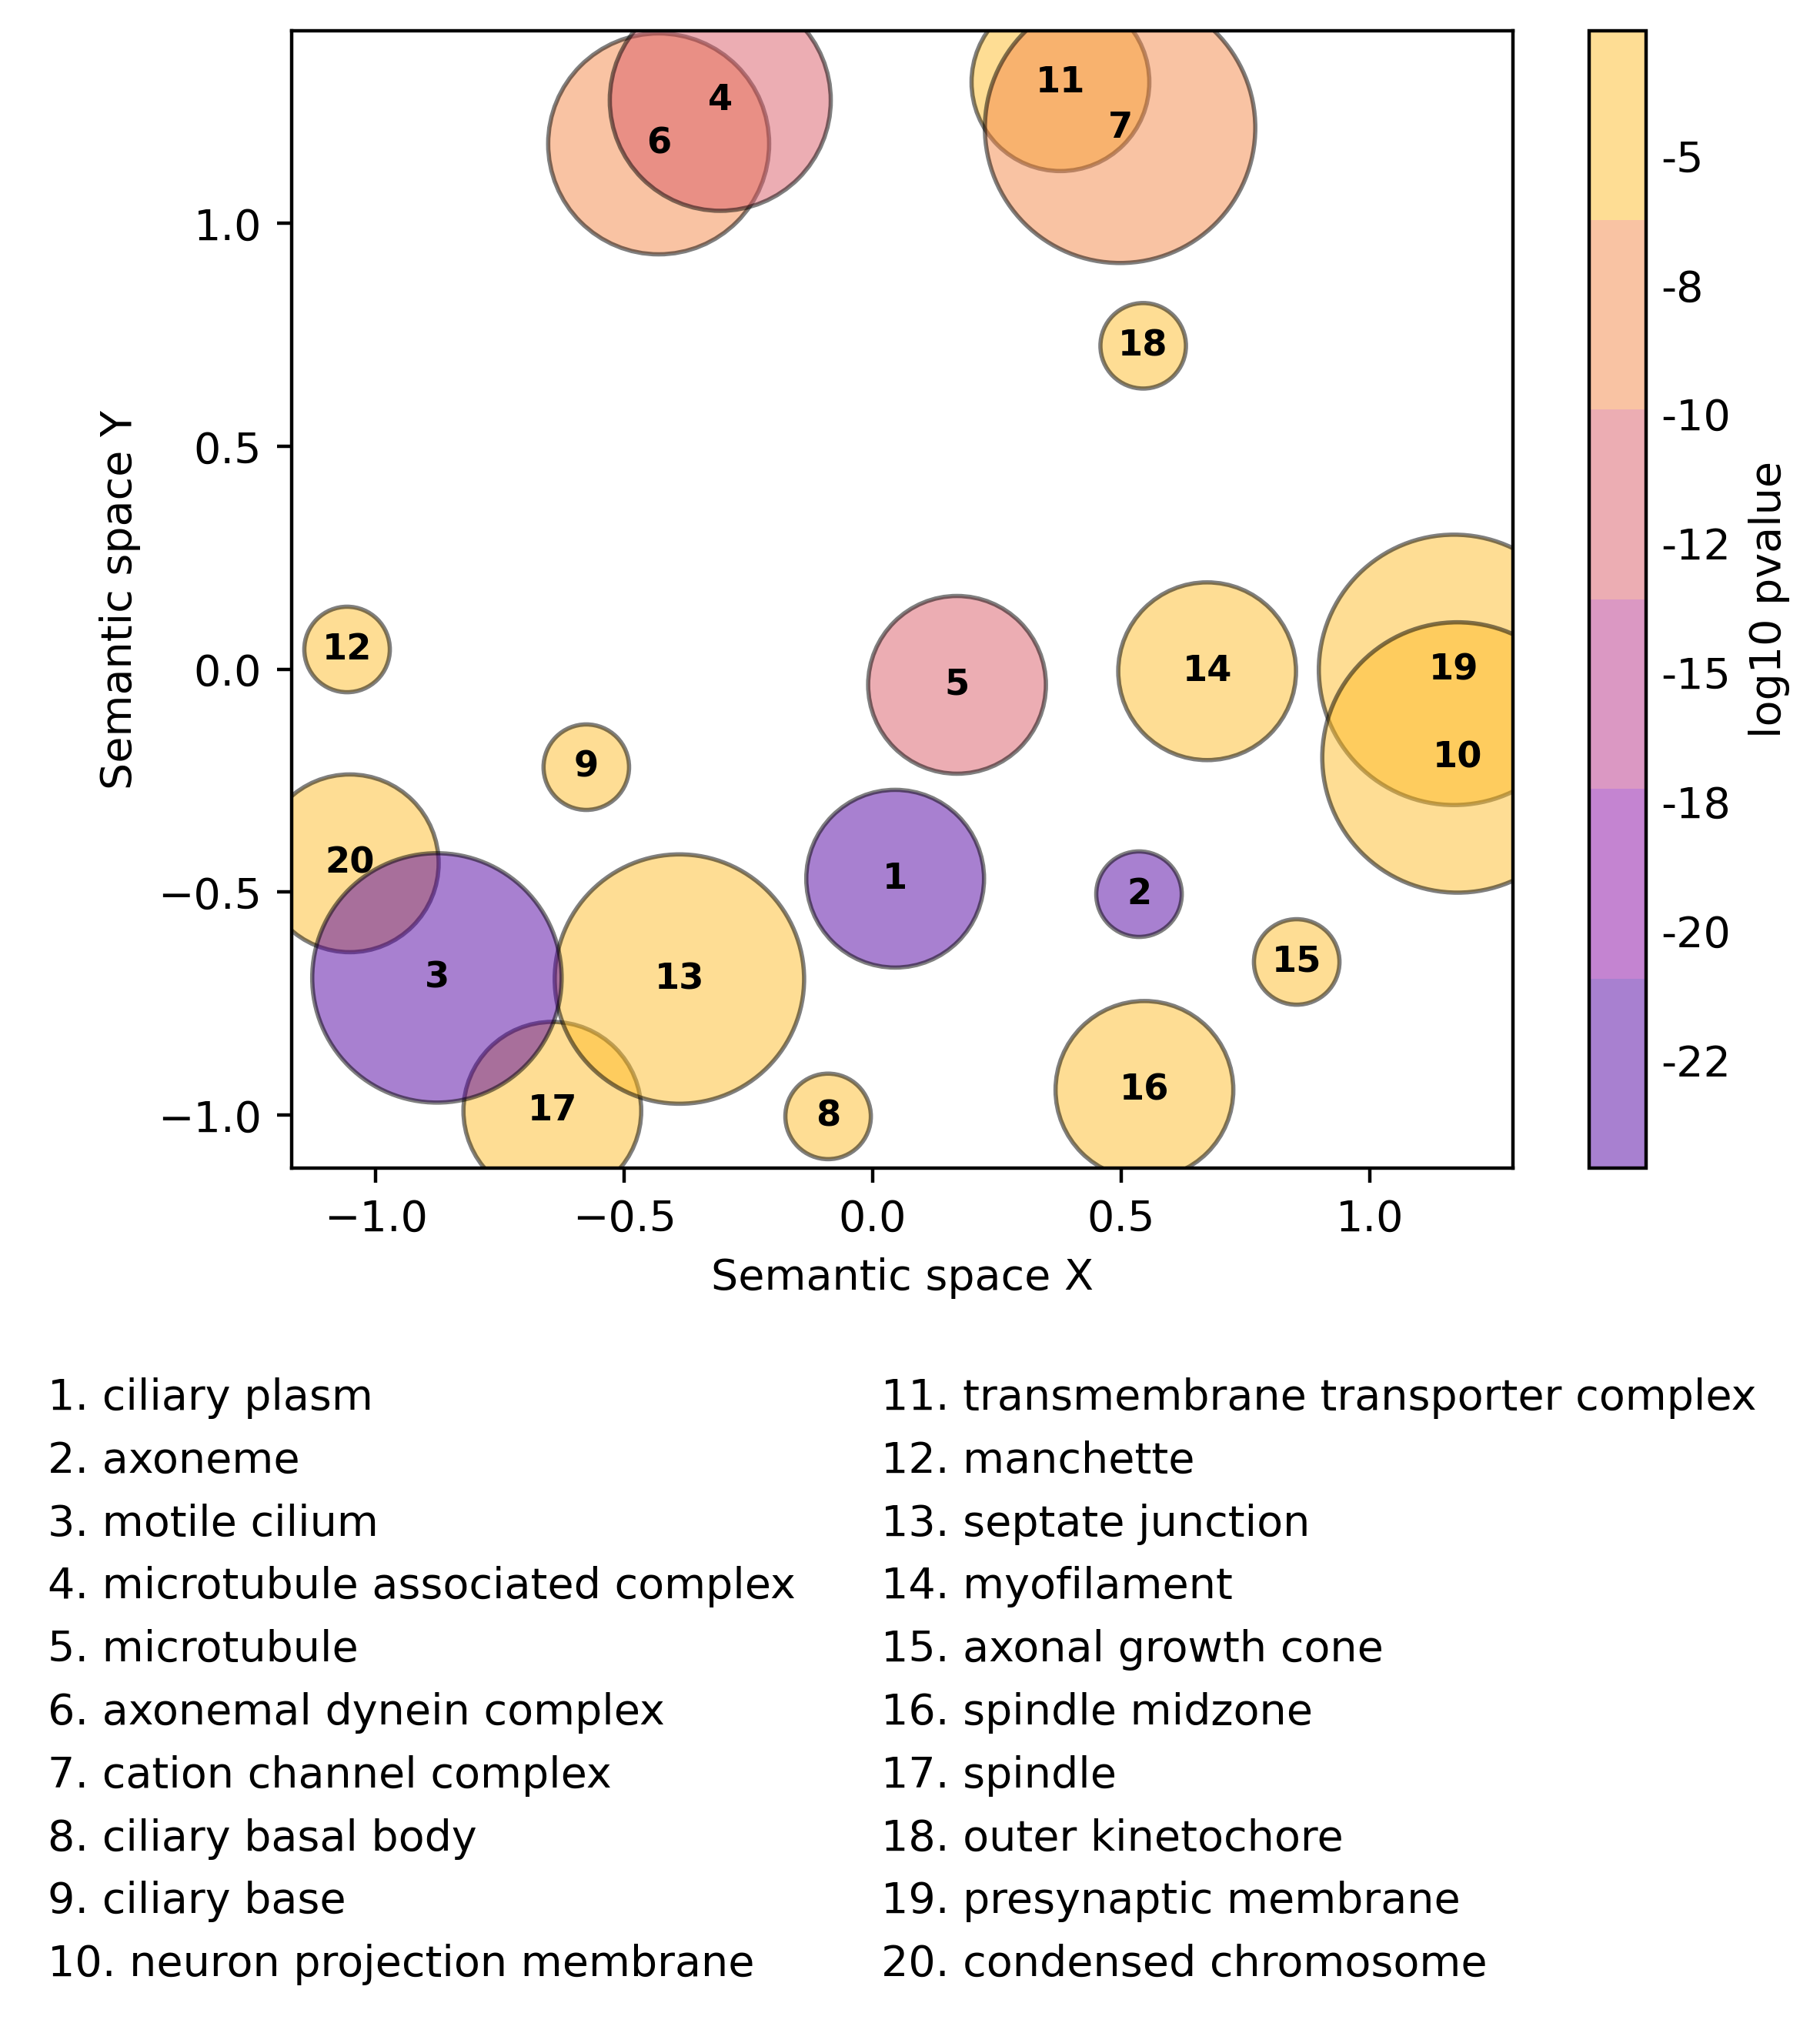 4
11
7
6
1.0
18
0.5
12
5
14
19
0.0
10
9
20
1
2
−0.5
3
13
15
17
8
16
−1.0
−1.0
−0.5
0.0
0.5
1.0
Semantic space X
Semantic space Y
-5
-8
-10
-12
-15
-18
-20
-22
log10 pvalue
1. ciliary plasm
2. axoneme
3. motile cilium
4. microtubule associated complex
5. microtubule
6. axonemal dynein complex
7. cation channel complex
8. ciliary basal body
9. ciliary base
10. neuron projection membrane
11. transmembrane transporter complex
12. manchette
13. septate junction
14. myofilament
15. axonal growth cone
16. spindle midzone
17. spindle
18. outer kinetochore
19. presynaptic membrane
20. condensed chromosome